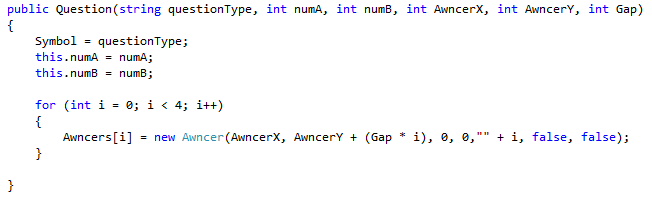 public Question(string questionType, int numA, int numB, int AwncerX, int AwncerY, int Gap)
{
Symbol = questionType;
this.numA = numA;
this.numB = numB;
for (int i = 0; i < 4; i++)
{
Awncers[i] = new Awncer(AwncerX, AwncerY + (Gap * i), 0, 0,"" + i, false, false);
}
}